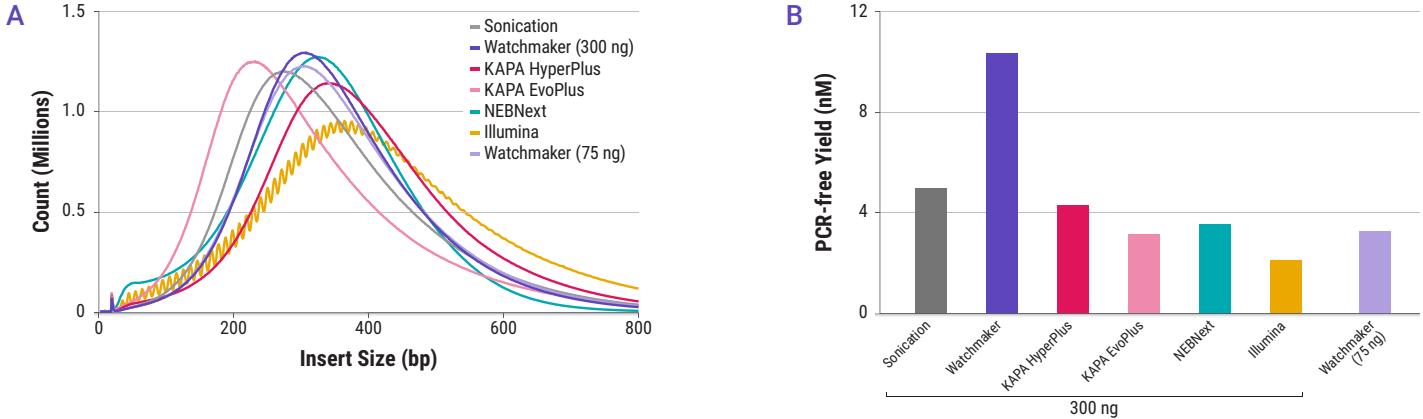 A
Count (Millions)
1.5
1.0
0.5
0
0
200
400
600
800
Insert Size (bp)
Sonication
Watchmaker (300 ng)
KAPA HyperPlus
KAPA EvoPlus
NEBNext
Illumina
Watchmaker (75 ng)
B
PCR-free Yield (nM)
12
8
4
0
Sonication
Watchmaker
KAPA HyperPlus
KAPA EvoPlus
NEBNext
Illumina
Watchmaker
(75 ng)
300 ng